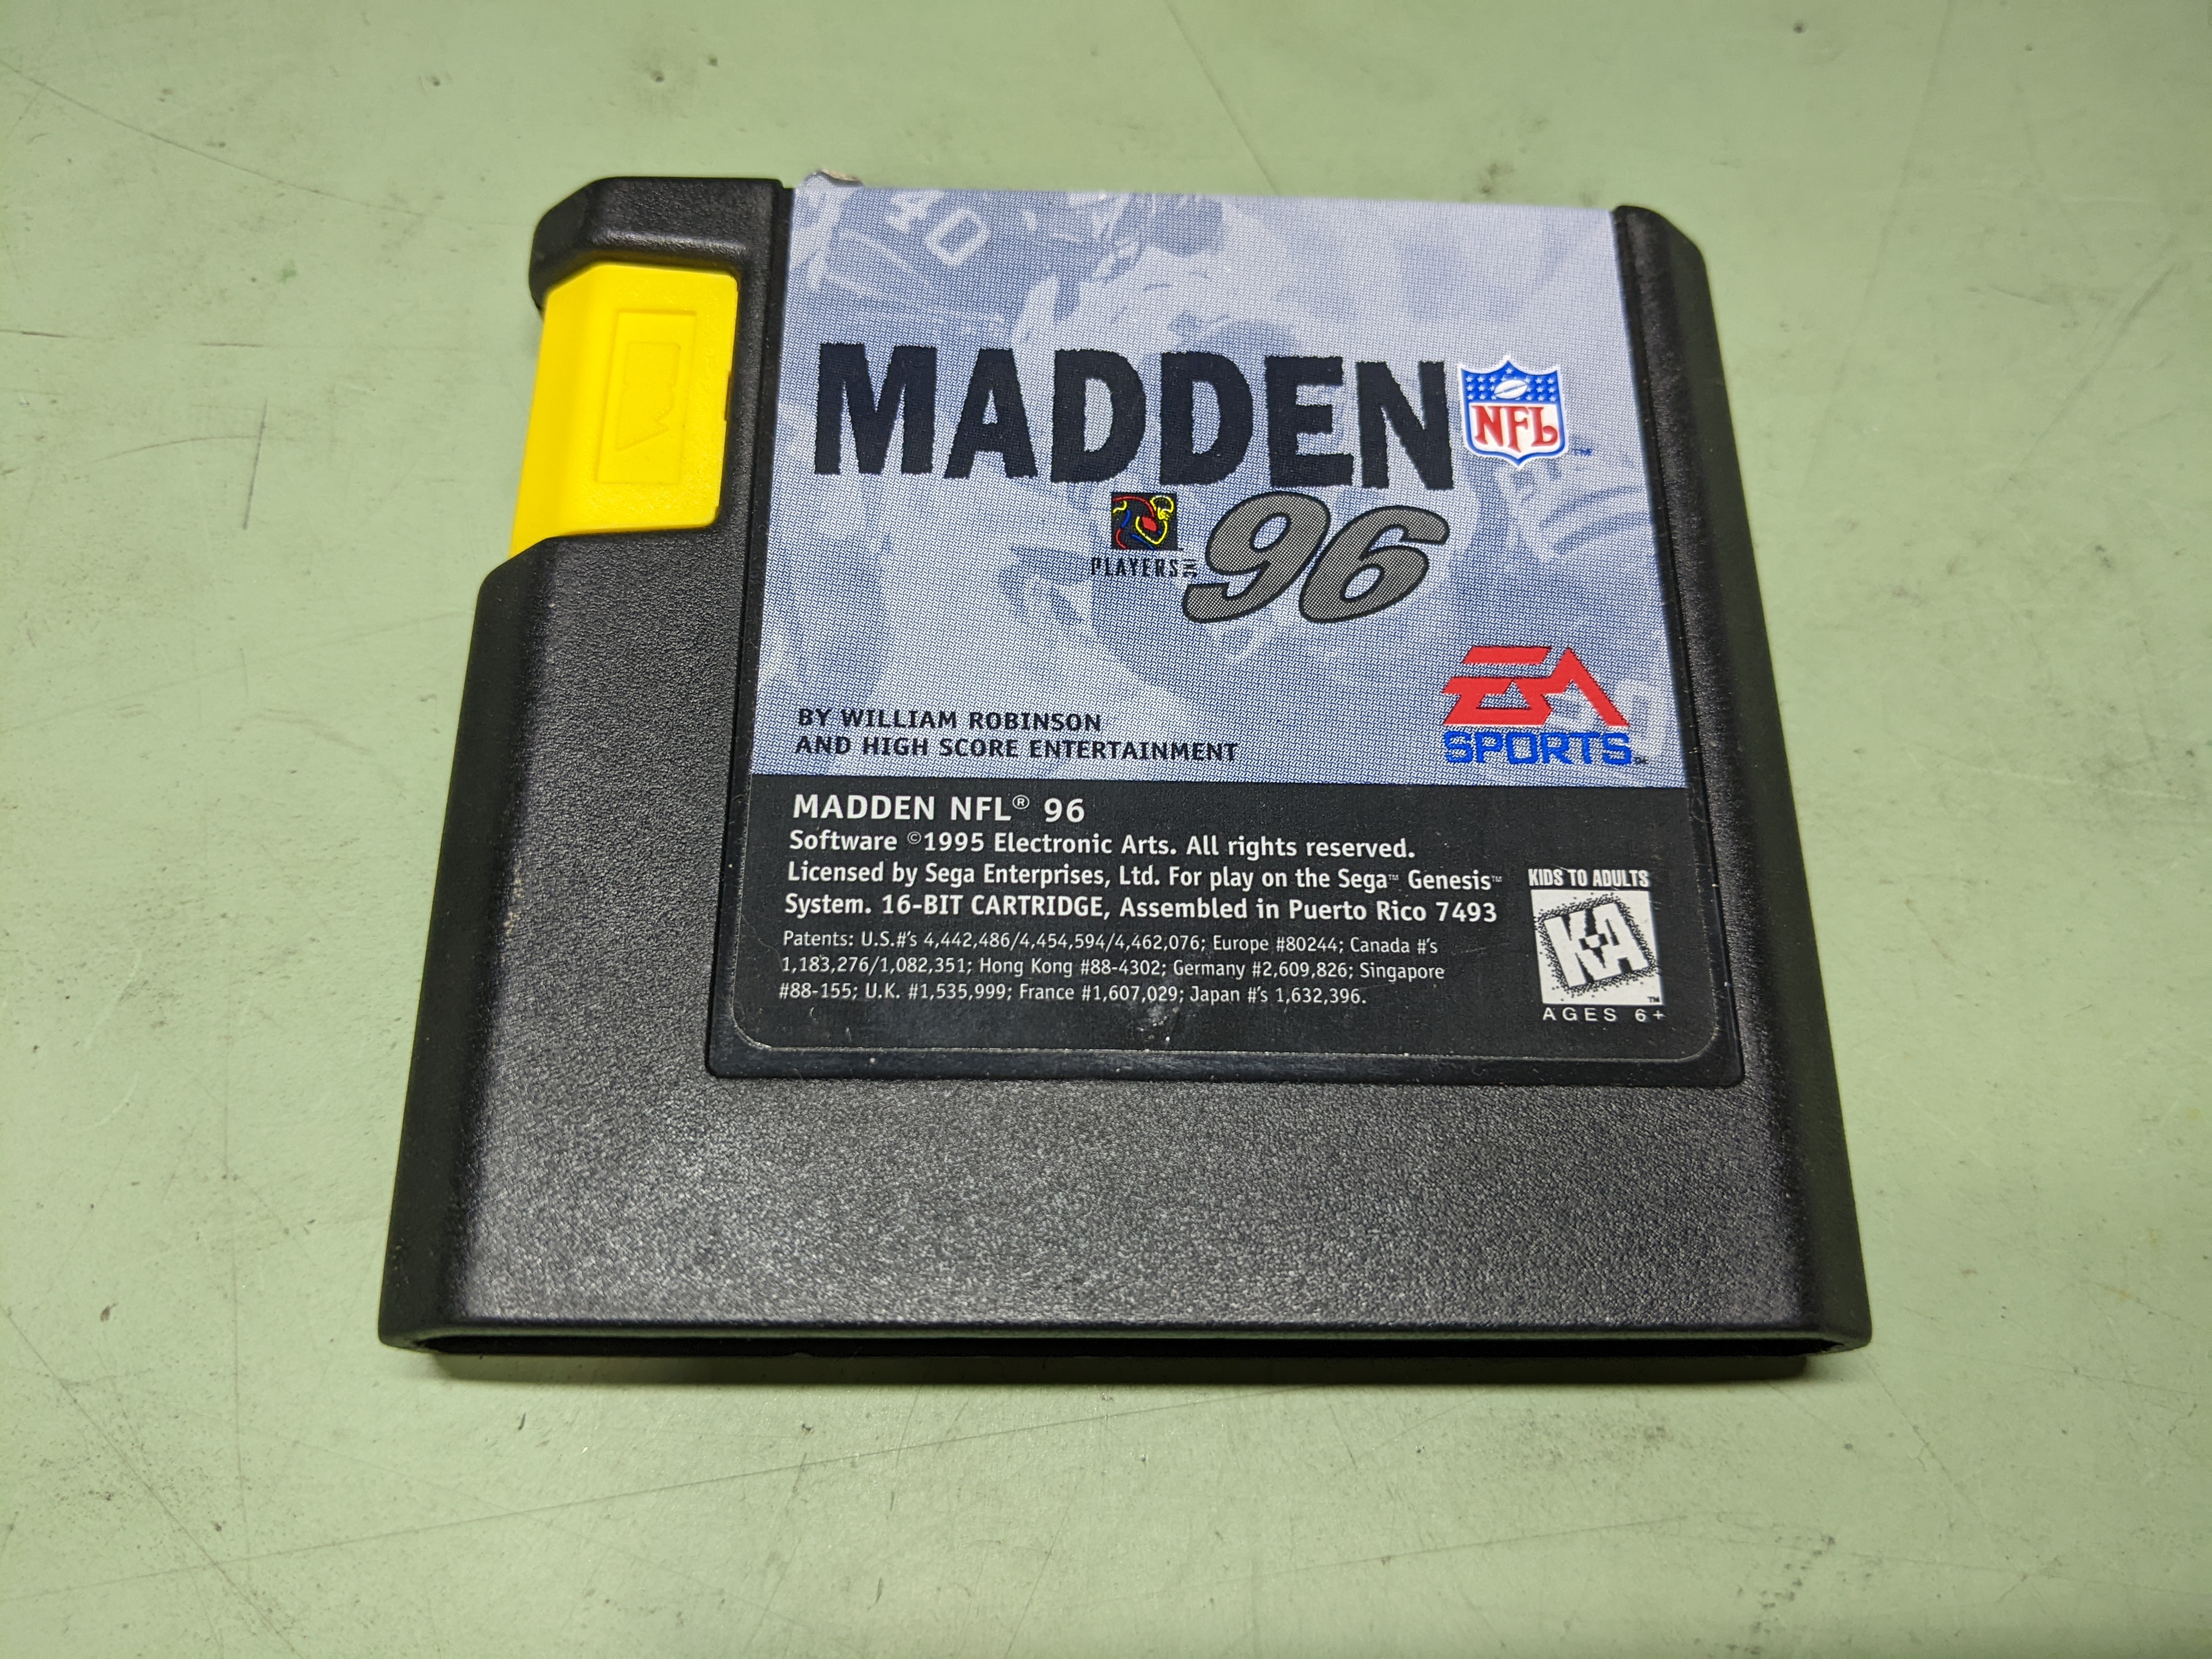 40
MADDEN
NFL
™
PLAYERS INC
96
BY WILLIAM ROBINSON
AND HIGH SCORE ENTERTAINMENT
EA
SPORTS
MADDEN NFL® 96
Software ©1995 Electronic Arts. All rights reserved.
Licensed by Sega Enterprises, Ltd. For play on the Sega™ Genesis™
System. 16-BIT CARTRIDGE, Assembled in Puerto Rico 7493
Patents: U.S.#'s 4,442,486/4,454,594/4,462,076; Europe #80244; Canada #'s
1,183,276/1,082,351; Hong Kong #88-4302; Germany #2,609,826; Singapore
#88-155; U.K. #1,535,999; France #1,607,029; Japan #'s 1,632,396.
KIDS TO ADULTS
K-A
™
AGES 6+